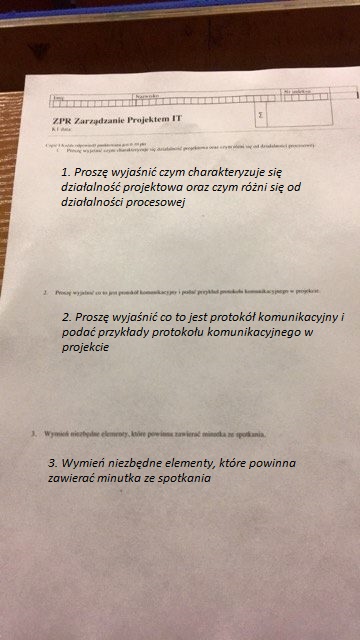 Imię Nazwisko Nr indeksu
ZPR Zarządzanie Projektem IT Σ
K1 data:
Część I Każda odpowiedź punktowana jest 0-10 pkt
1. Proszę wyjaśnić czym charakteryzuje się działalność projektowa oraz czym różni się od działalności procesowej.
1. Proszę wyjaśnić czym charakteryzuje się
działalność projektowa oraz czym różni się od
działalności procesowej
2. Proszę wyjaśnić co to jest protokół komunikacyjny i podać przykład protokołu komunikacyjnego w projekcie.
2. Proszę wyjaśnić co to jest protokół komunikacyjny i
podać przykłady protokołu komunikacyjnego w
projekcie
3. Wymień niezbędne elementy, które powinna zawierać minutka ze spotkania.
3. Wymień niezbędne elementy, które powinna
zawierać minutka ze spotkania